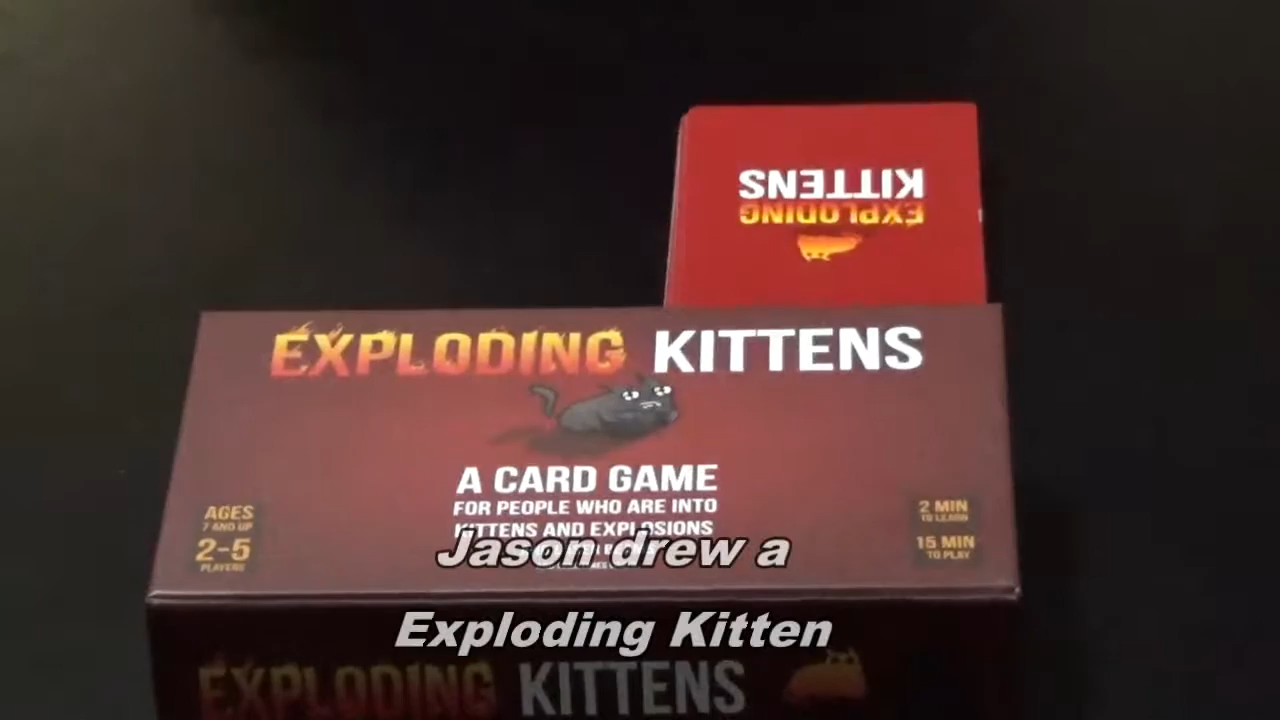 KITTENS
EXPLODING
EXPLODING KITTENS
A CARD GAME
FOR PEOPLE WHO ARE INTO
KITTENS AND EXPLOSIONS
AGES
7 AND UP
2-5
PLAYERS
2 MIN
TO LEARN
15 MIN
TO PLAY
Jason drew a
Exploding Kitten
EXPLODING KITTENS